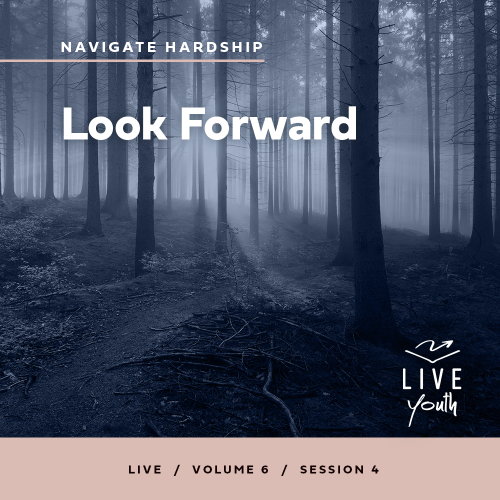 NAVIGATE HARDSHIP
Look Forward
LIVE
Youth
LIVE / VOLUME 6 / SESSION 4